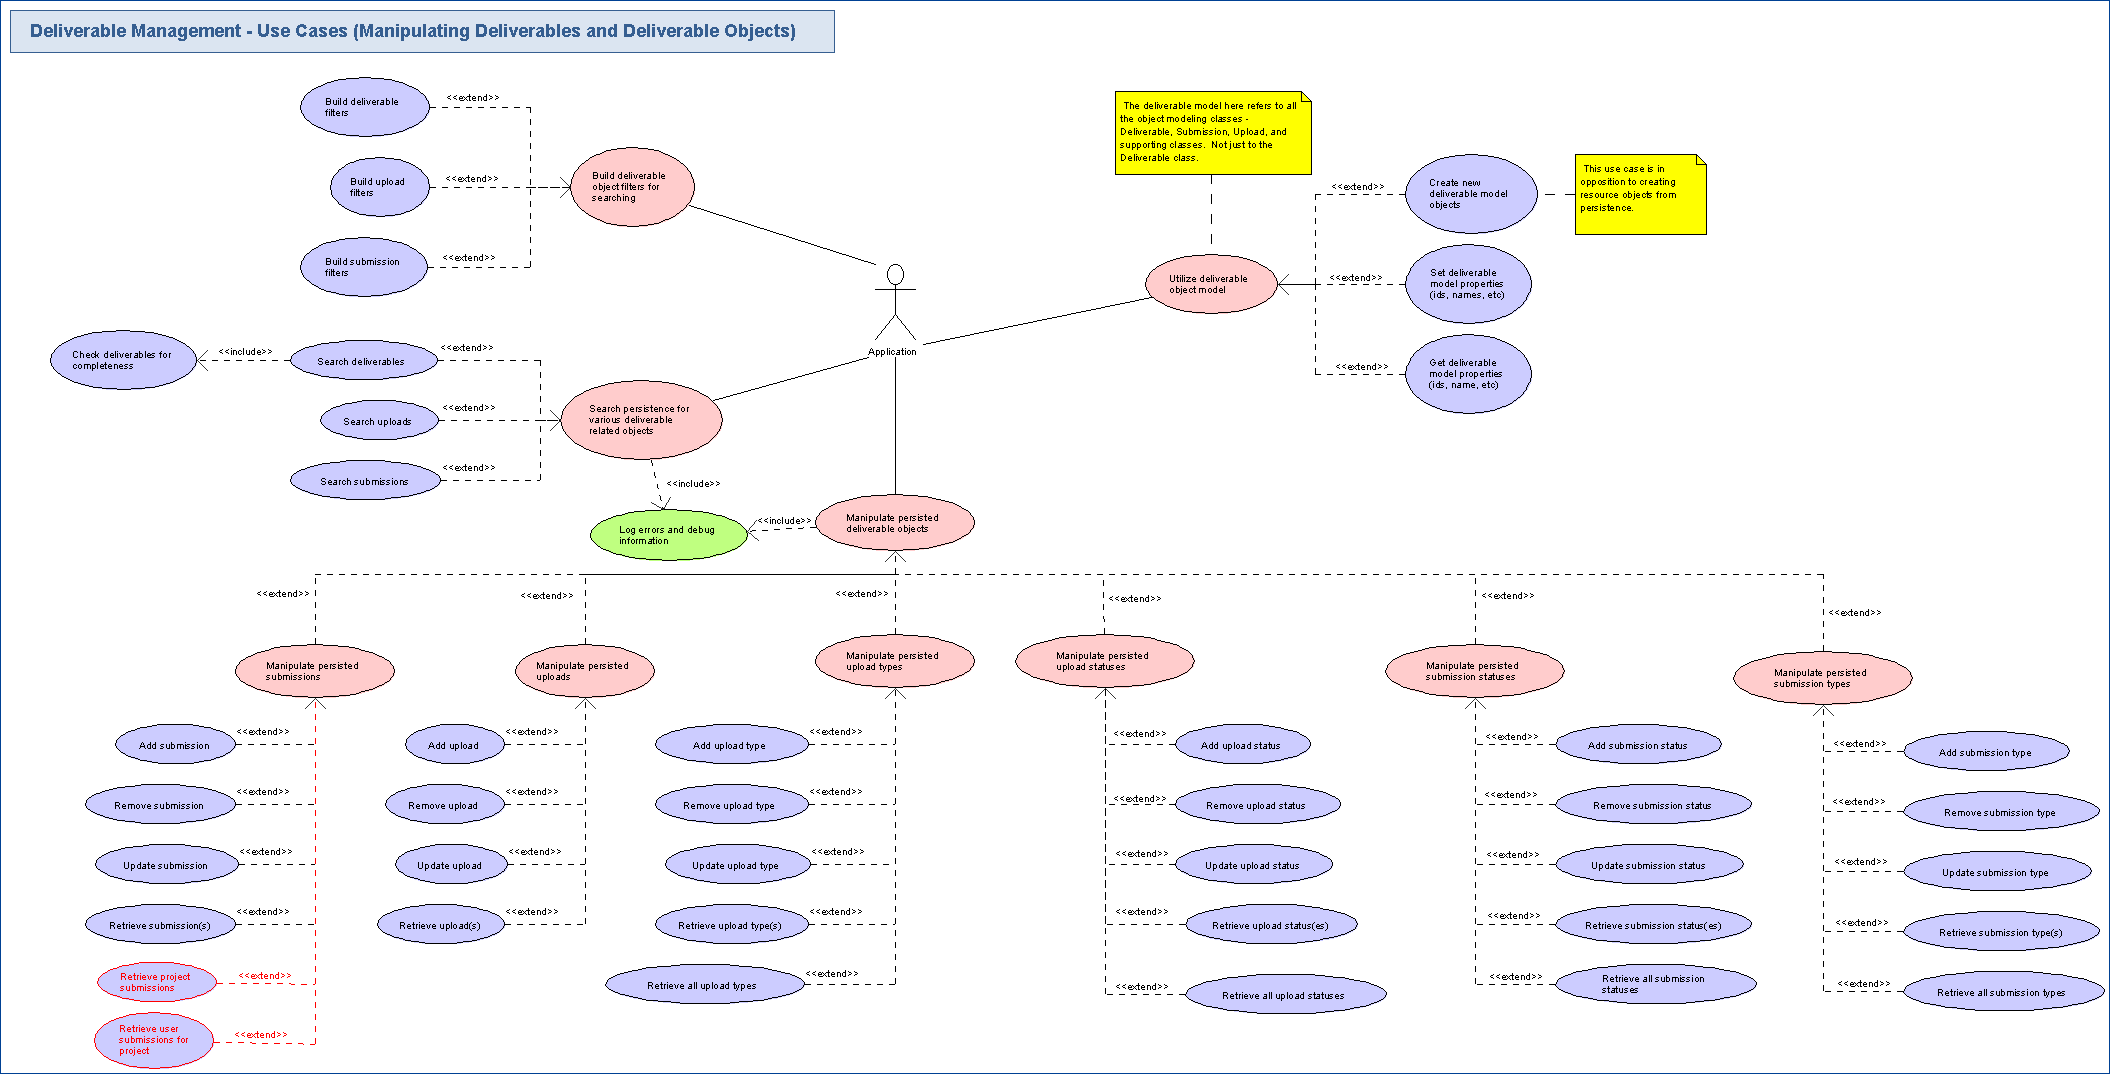 Deliverable Management - Use Cases (Manipulating Deliverables and Deliverable Objects)
Build deliverable
filters
<<extend>>
Build upload
filters
<<extend>>
Build submission
filters
<<extend>>
Build deliverable
object filters for
searching
The deliverable model here refers to all
the object modeling classes -
Deliverable, Submission, Upload, and
supporting classes.  Not just to the
Deliverable class.
Utilize deliverable
object model
<<extend>>
Create new
deliverable model
objects
This use case is in
opposition to creating
resource objects from
persistence.
<<extend>>
Set deliverable
model properties
(ids, names, etc)
<<extend>>
Get deliverable
model properties
(ids, name, etc)
Application
Check deliverables for
completeness
<<include>>
Search deliverables
<<extend>>
Search uploads
<<extend>>
Search submissions
<<extend>>
Search persistence for
various deliverable
related objects
<<include>>
Log errors and debug
information
<<include>>
Manipulate persisted
deliverable objects
<<extend>>
<<extend>>
<<extend>>
<<extend>>
<<extend>>
<<extend>>
Manipulate persisted
submissions
Manipulate persisted
uploads
Manipulate persisted
upload types
Manipulate persisted
upload statuses
Manipulate persisted
submission statuses
Manipulate persisted
submission types
Add submission
<<extend>>
Remove submission
<<extend>>
Update submission
<<extend>>
Retrieve submission(s)
<<extend>>
Retrieve project
submissions
<<extend>>
Retrieve user
submissions for
project
<<extend>>
Add upload
<<extend>>
Remove upload
<<extend>>
Update upload
<<extend>>
Retrieve upload(s)
<<extend>>
Add upload type
<<extend>>
Remove upload type
<<extend>>
Update upload type
<<extend>>
Retrieve upload type(s)
<<extend>>
Retrieve all upload types
<<extend>>
<<extend>>
Add upload status
<<extend>>
Remove upload status
<<extend>>
Update upload status
<<extend>>
Retrieve upload status(es)
<<extend>>
Retrieve all upload statuses
<<extend>>
Add submission status
<<extend>>
Remove submission status
<<extend>>
Update submission status
<<extend>>
Retrieve submission status(es)
<<extend>>
Retrieve all submission
statuses
<<extend>>
Add submission type
<<extend>>
Remove submission type
<<extend>>
Update submission type
<<extend>>
Retrieve submission type(s)
<<extend>>
Retrieve all submission types